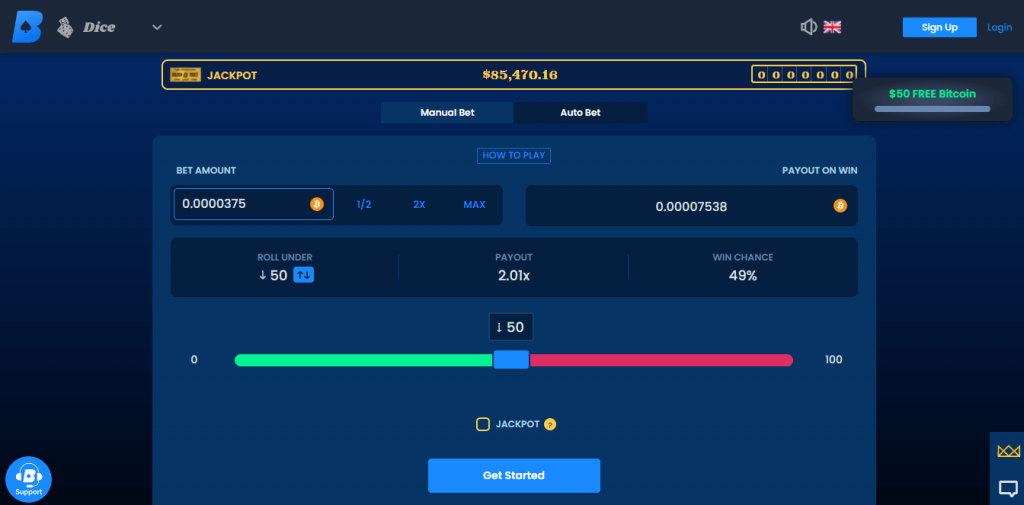 Dice
Sign Up
Login
JACKPOT
$85,470.16
0 0 0 0 0 0 0
$50 FREE Bitcoin
Manual Bet
Auto Bet
HOW TO PLAY
BET AMOUNT
PAYOUT ON WIN
0.0000375
1/2
2X
MAX
0.00007538
ROLL UNDER
PAYOUT
WIN CHANCE
↓ 50
2.01x
49%
↓ 50
0
100
JACKPOT ?
Get Started
Support